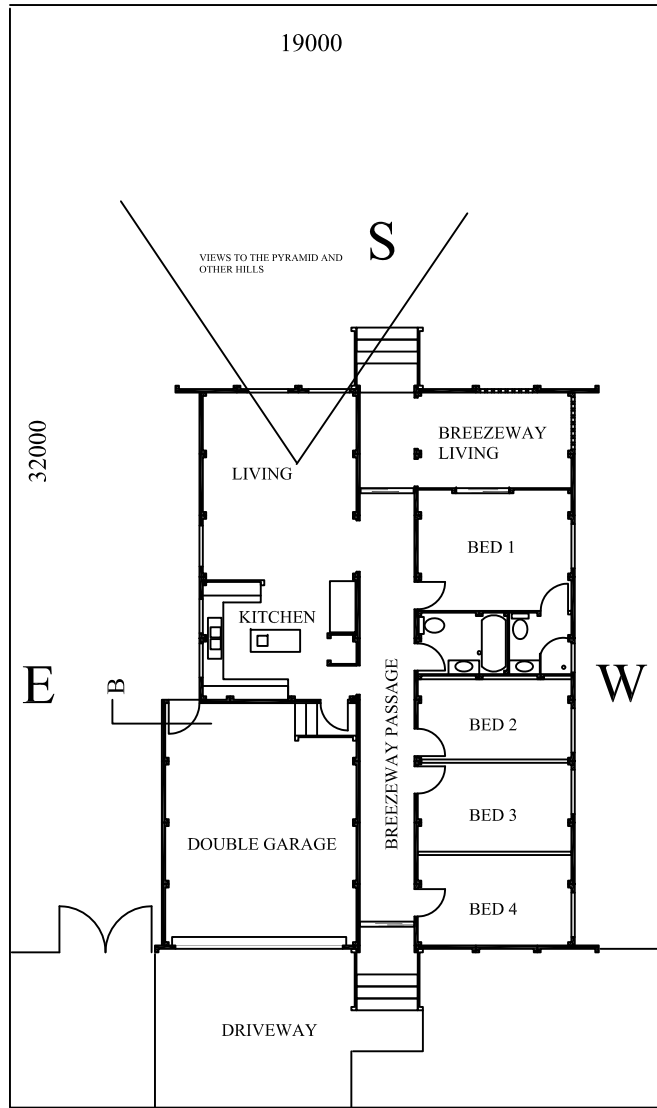 19000
S
VIEWS TO THE PYRAMID AND
OTHER HILLS
32000
BREEZEWAY
LIVING
LIVING
BED 1
KITCHEN
E
B
W
BREEZEWAY PASSAGE
BED 2
BED 3
DOUBLE GARAGE
BED 4
DRIVEWAY